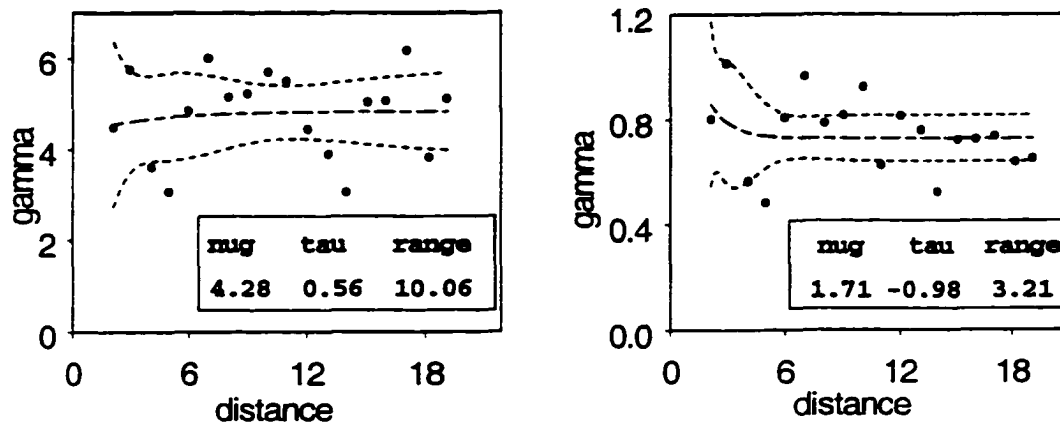 gamma
6
4
2
0
nug tau range
4.28 0.56 10.06
0 6 12 18
distance
gamma
1.2
0.8
0.4
0.0
nug tau range
1.71 -0.98 3.21
0 6 12 18
distance